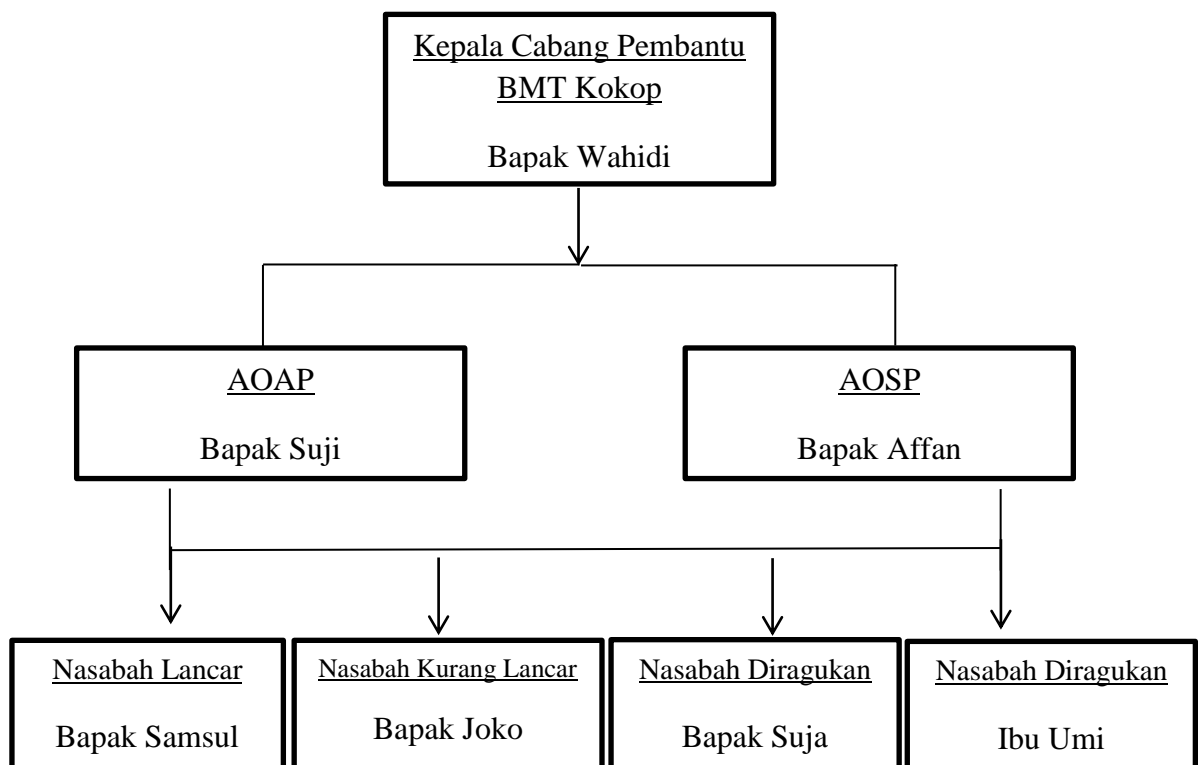 Kepala Cabang Pembantu
BMT Kokop
Bapak Wahidi
AOAP
Bapak Suji
AOSP
Bapak Affan
Nasabah Lancar
Bapak Samsul
Nasabah Kurang Lancar
Bapak Joko
Nasabah Diragukan
Bapak Suja
Nasabah Diragukan
Ibu Umi